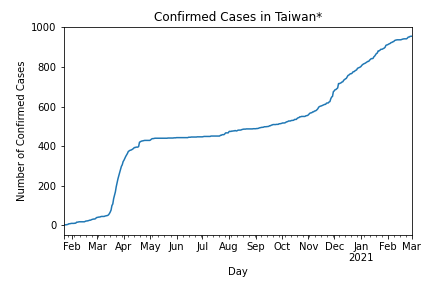 Confirmed Cases in Taiwan*
1000
800
600
400
200
0
Number of Confirmed Cases
Feb Mar Apr May Jun Jul Aug Sep Oct Nov Dec Jan Feb Mar
2021
Day